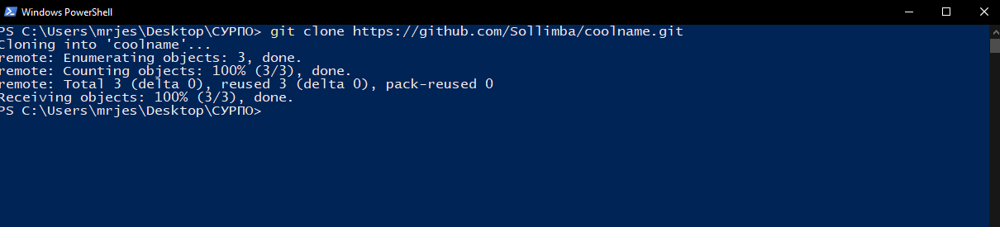 Windows PowerShell
PS C:\Users\mrjes\Desktop\СУРПО> git clone https://github.com/Sollimba/coolname.git
Cloning into 'coolname'...
remote: Enumerating objects: 3, done.
remote: Counting objects: 100% (3/3), done.
remote: Total 3 (delta 0), reused 3 (delta 0), pack-reused 0
Receiving objects: 100% (3/3), done.
PS C:\Users\mrjes\Desktop\СУРПО>